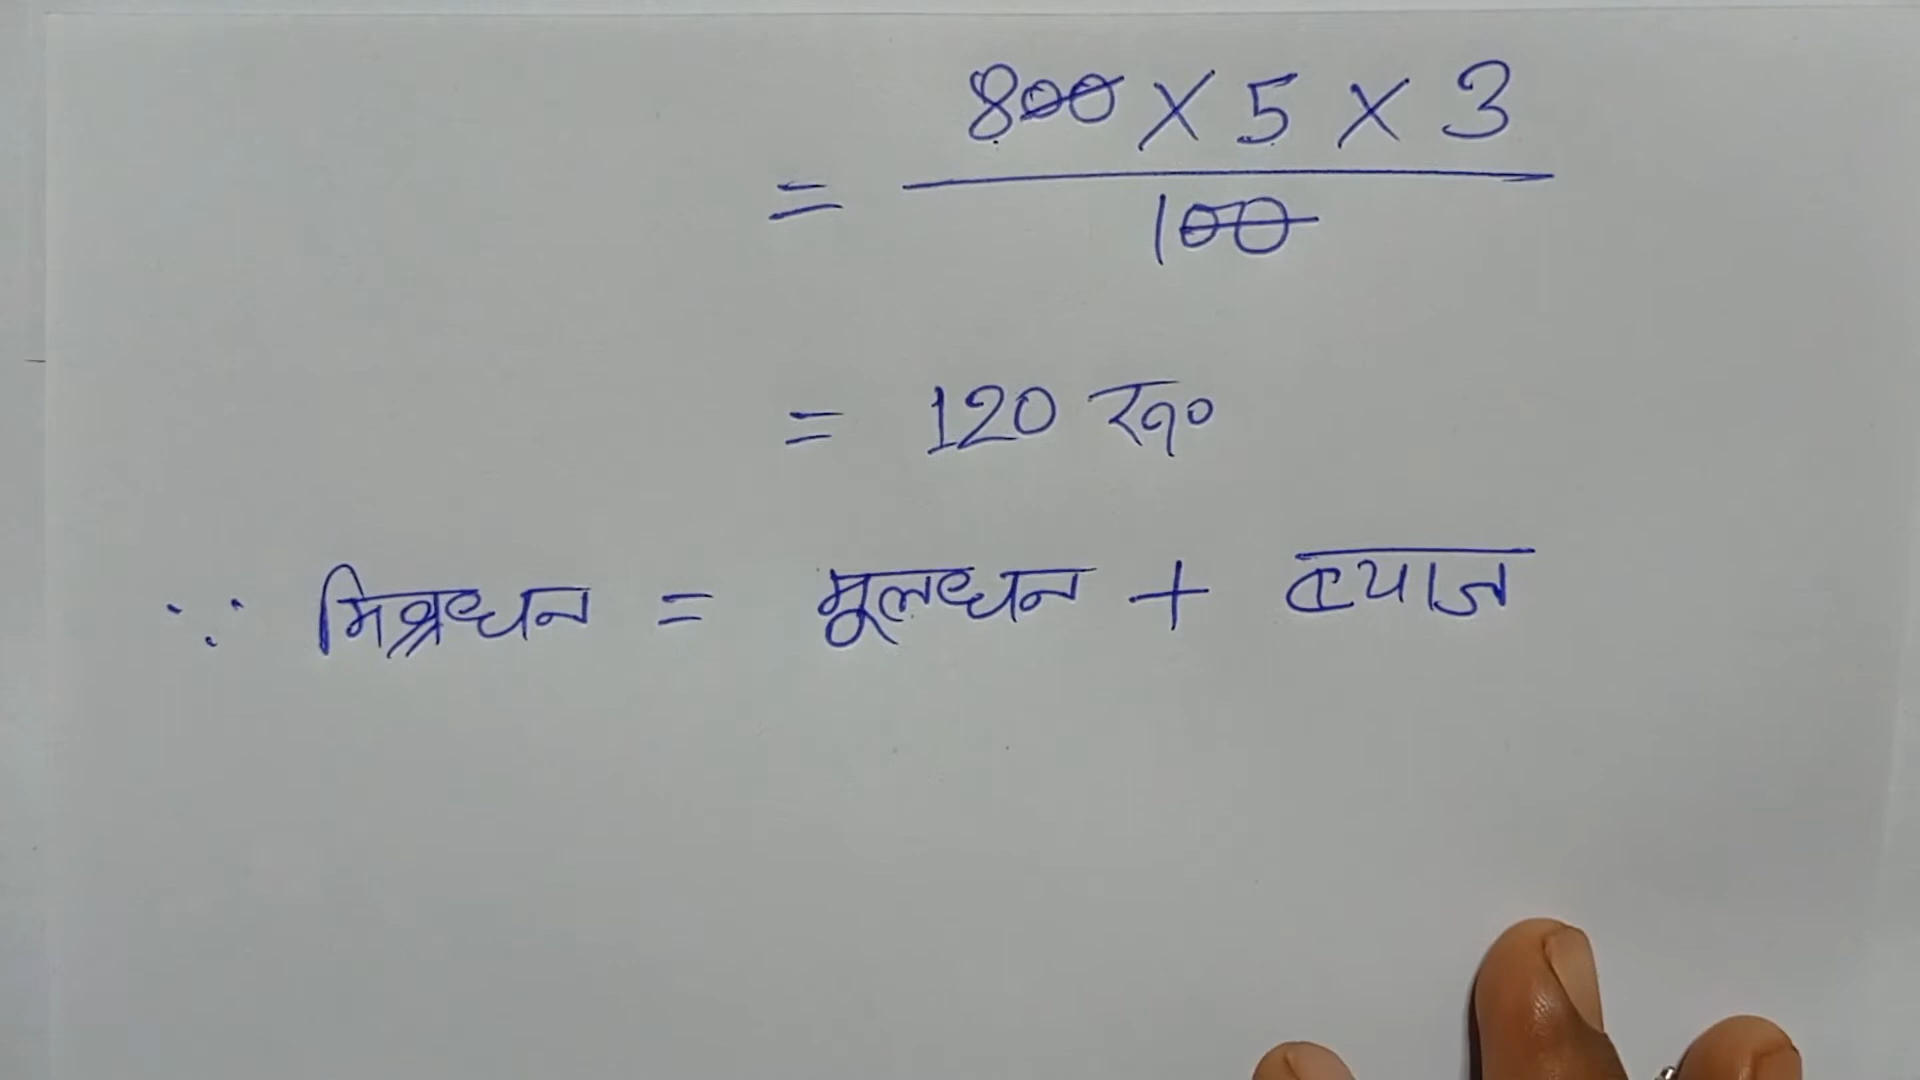 = 800 × 5 × 3 / 100
= 120 रु०
∵ मिश्रधन = मूलधन + ब्याज